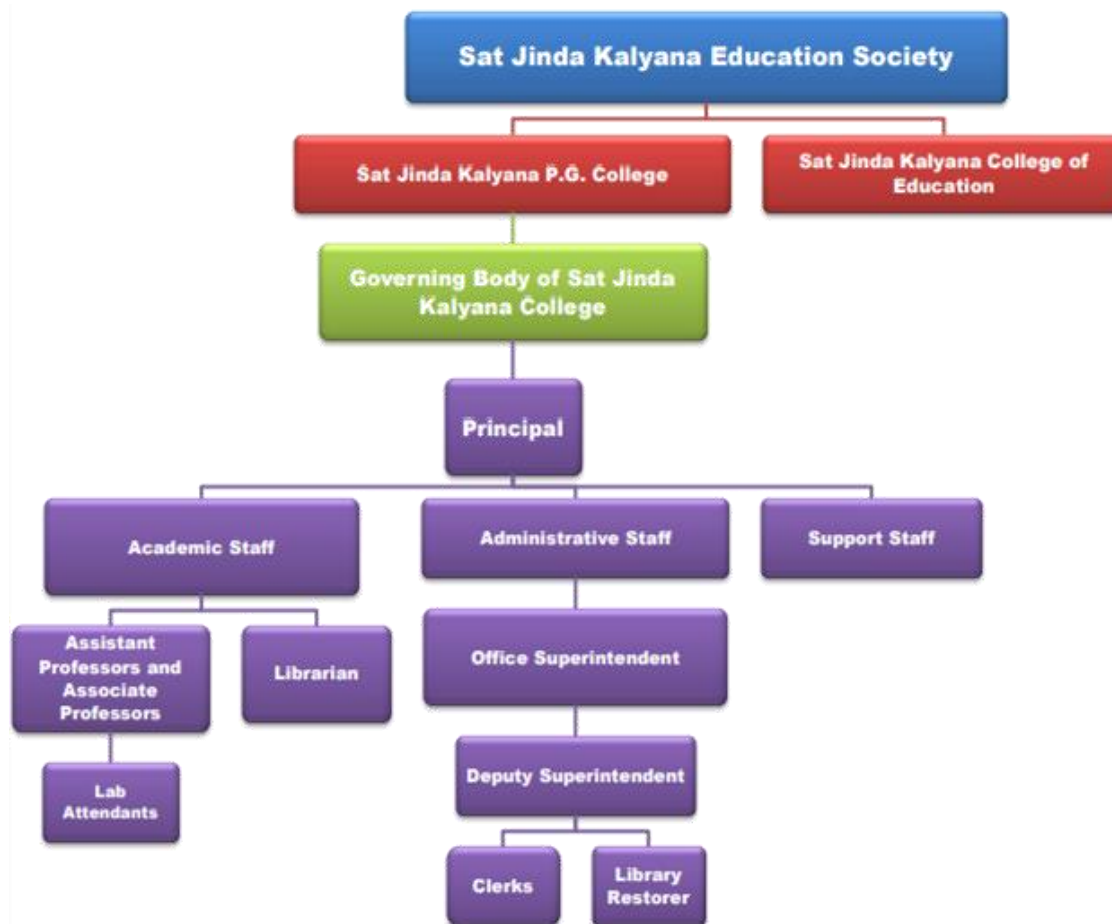 Sat Jinda Kalyana Education Society
Sat Jinda Kalyana P.G. College
Sat Jinda Kalyana College of
Education
Governing Body of Sat Jinda
Kalyana College
Principal
Academic Staff
Administrative Staff
Support Staff
Assistant
Professors and
Associate
Professors
Librarian
Office Superintendent
Lab
Attendants
Deputy Superintendent
Clerks
Library
Restorer